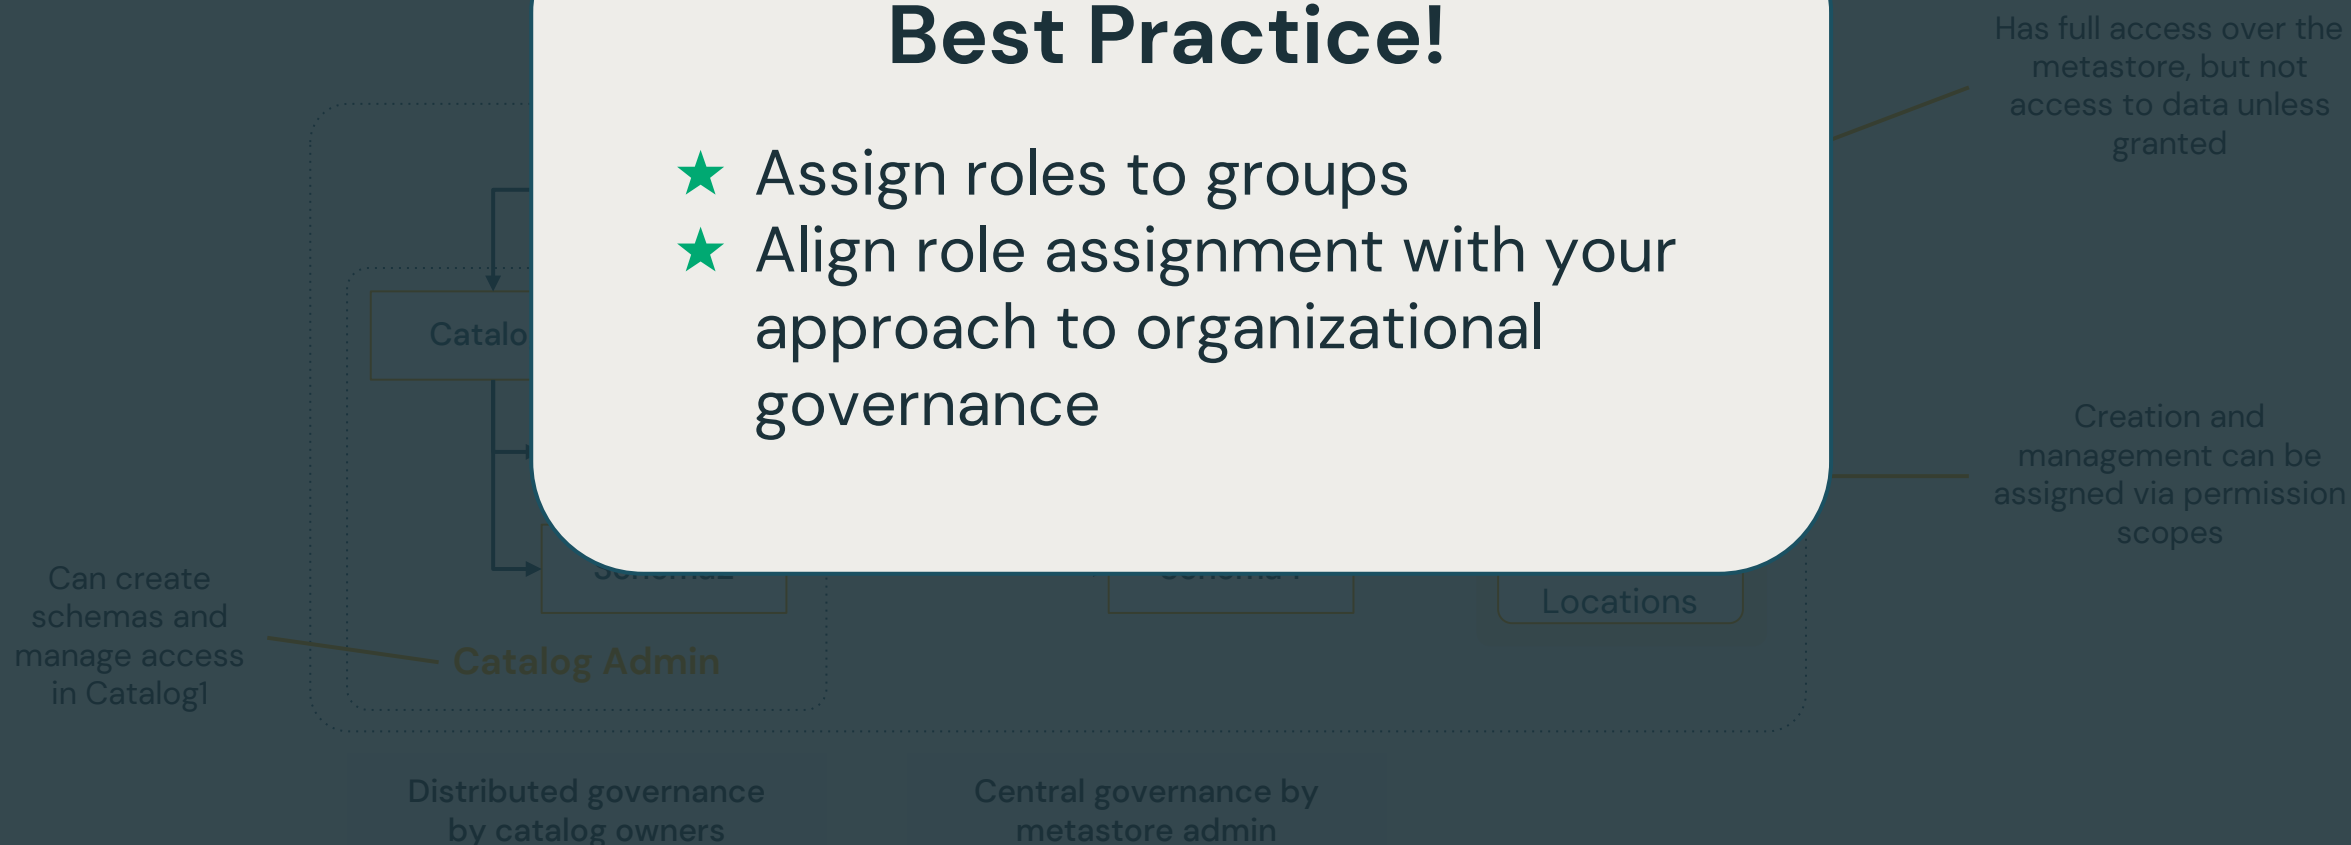 Best Practice!
★ Assign roles to groups
★ Align role assignment with your
approach to organizational
governance
Has full access over the
metastore, but not
access to data unless
granted
Creation and
management can be
assigned via permission
scopes
Locations
Can create
schemas and
manage access
in Catalog1
Catalog Admin
Distributed governance
by catalog owners
Central governance by
metastore admin